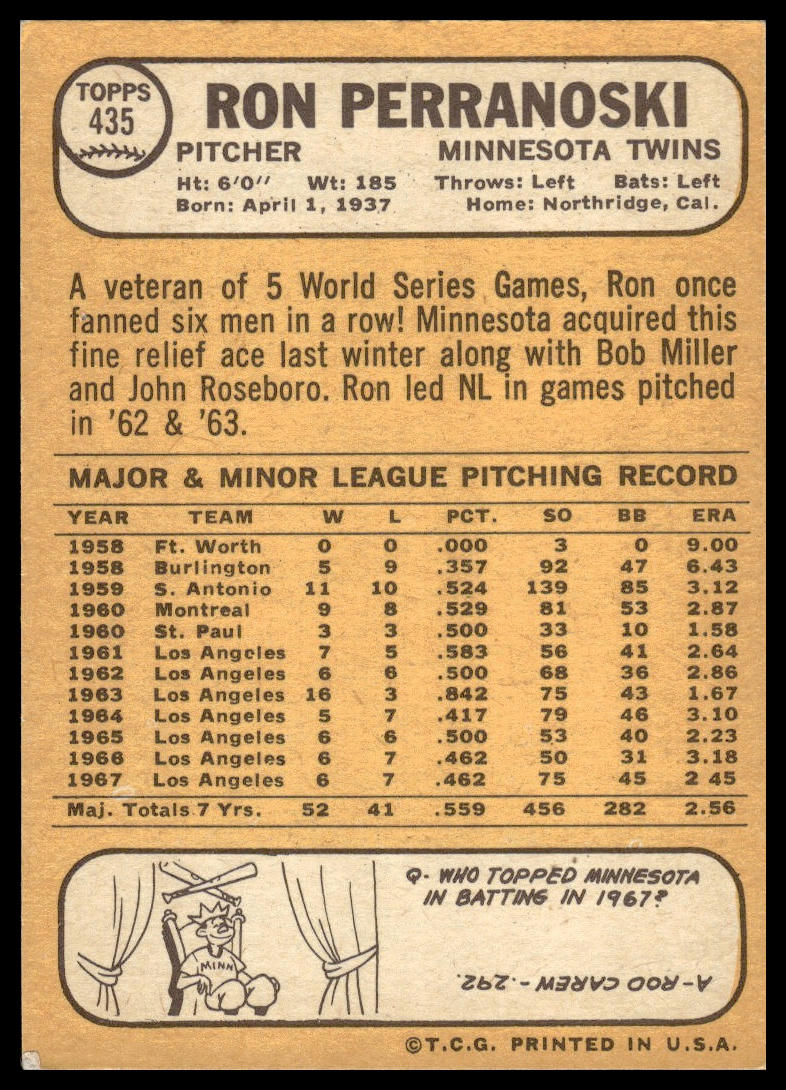 TOPPS
435
RON PERRANOSKI
PITCHER MINNESOTA TWINS
Ht: 6'0" Wt: 185 Throws: Left Bats: Left
Born: April 1, 1937 Home: Northridge, Cal.
A veteran of 5 World Series Games, Ron once
fanned six men in a row! Minnesota acquired this
fine relief ace last winter along with Bob Miller
and John Roseboro. Ron led NL in games pitched
in '62 & '63.
MAJOR & MINOR LEAGUE PITCHING RECORD
YEAR TEAM W L PCT. SO BB ERA
1958 Ft. Worth 0 0 .000 3 0 9.00
1958 Burlington 5 9 .357 92 47 6.43
1959 S. Antonio 11 10 .524 139 85 3.12
1960 Montreal 9 8 .529 81 53 2.87
1960 St. Paul 3 3 .500 33 10 1.58
1961 Los Angeles 7 5 .583 56 41 2.64
1962 Los Angeles 6 6 .500 68 36 2.86
1963 Los Angeles 16 3 .842 75 43 1.67
1964 Los Angeles 5 7 .417 79 46 3.10
1965 Los Angeles 6 6 .500 53 40 2.23
1966 Los Angeles 6 7 .462 50 31 3.18
1967 Los Angeles 6 7 .462 75 45 2 45
Maj. Totals 7 Yrs. 52 41 .559 456 282 2.56
Q- WHO TOPPED MINNESOTA
IN BATTING IN 1967?
MINN
A- ROD CAREW - .292.
©T.C.G. PRINTED IN U.S.A.